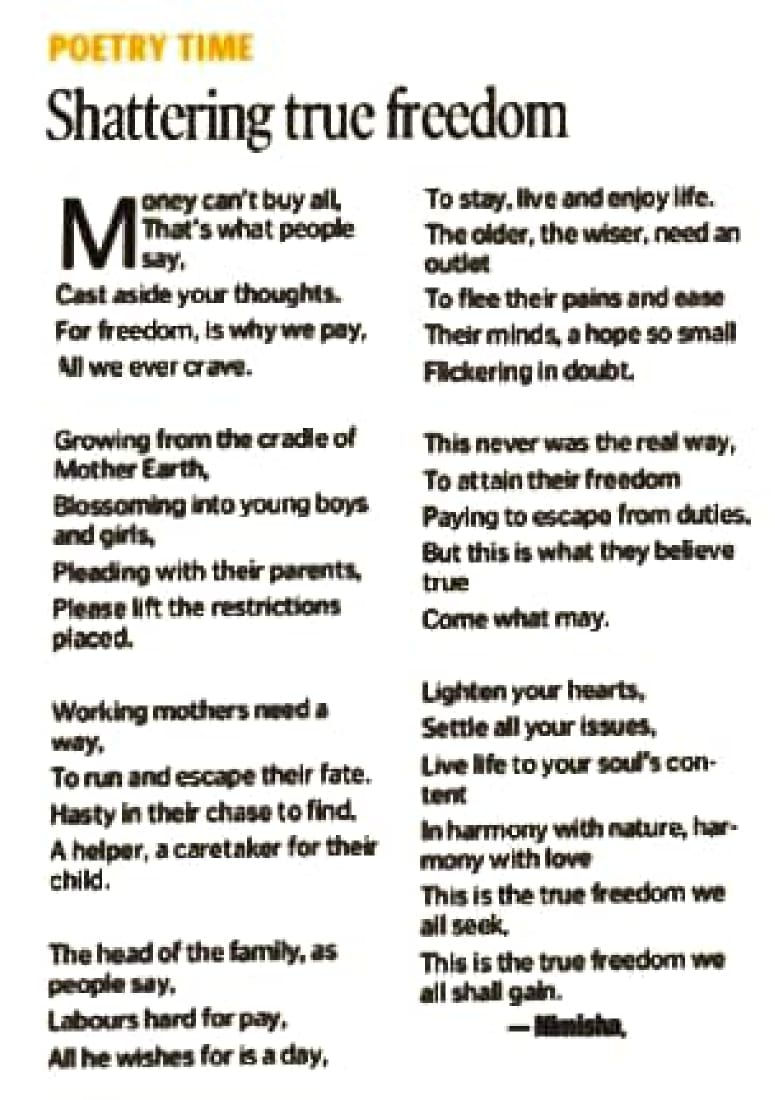 POETRY TIME
Shattering true freedom
Money can't buy all,
That's what people
say,
Cast aside your thoughts.
For freedom, is why we pay,
All we ever crave.
Growing from the cradle of
Mother Earth,
Blossoming into young boys
and girls,
Pleading with their parents,
Please lift the restrictions
placed.
Working mothers need a
way,
To run and escape their fate.
Hasty in their chase to find,
A helper, a caretaker for their
child.
The head of the family, as
people say,
Labours hard for pay,
All he wishes for is a day,
To stay, live and enjoy life.
The older, the wiser, need an
outlet
To flee their pains and ease
Their minds, a hope so small
Flickering in doubt.
This never was the real way,
To attain their freedom
Paying to escape from duties,
But this is what they believe
true
Come what may.
Lighten your hearts,
Settle all your issues,
Live life to your soul's con-
tent
In harmony with nature, har-
mony with love
This is the true freedom we
all seek,
This is the true freedom we
all shall gain.
— Nimisha,